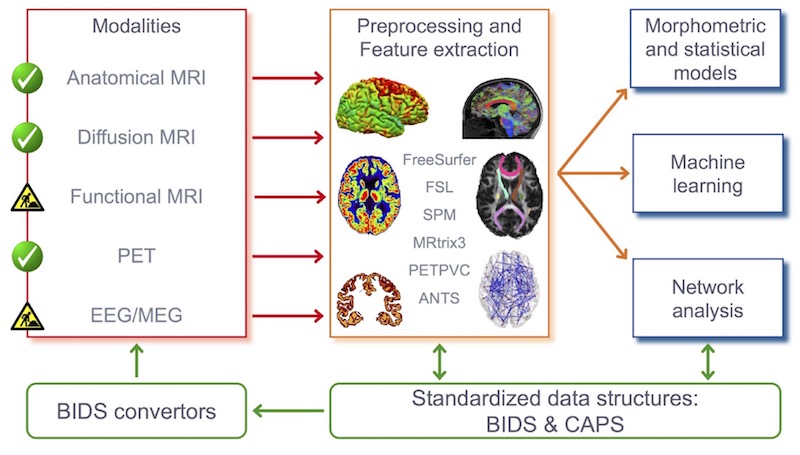 Modalities
Anatomical MRI
Diffusion MRI
Functional MRI
PET
EEG/MEG
Preprocessing and
Feature extraction
FreeSurfer
FSL
SPM
MRtrix3
PETPVC
ANTS
Morphometric
and statistical
models
Machine
learning
Network
analysis
BIDS convertors
Standardized data structures:
BIDS & CAPS